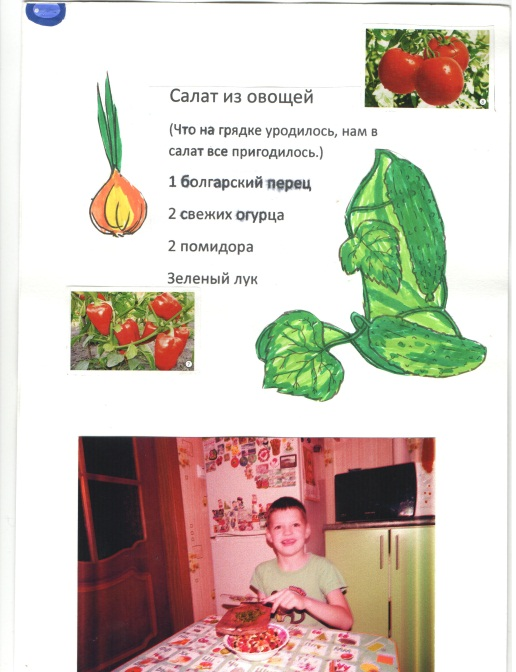 Салат из овощей
(Что на грядке уродилось, нам в
салат все пригодилось.)
1 болгарский перец
2 свежих огурца
2 помидора
Зеленый лук